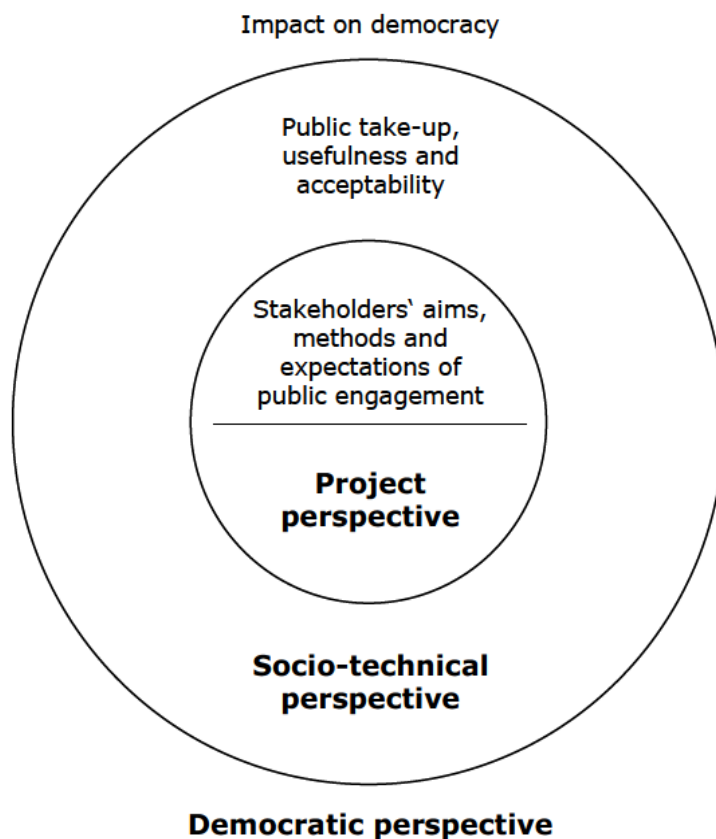 Impact on democracy
Public take-up,
usefulness and
acceptability
Stakeholders‘ aims,
methods and
expectations of
public engagement
Project
perspective
Socio-technical
perspective
Democratic perspective